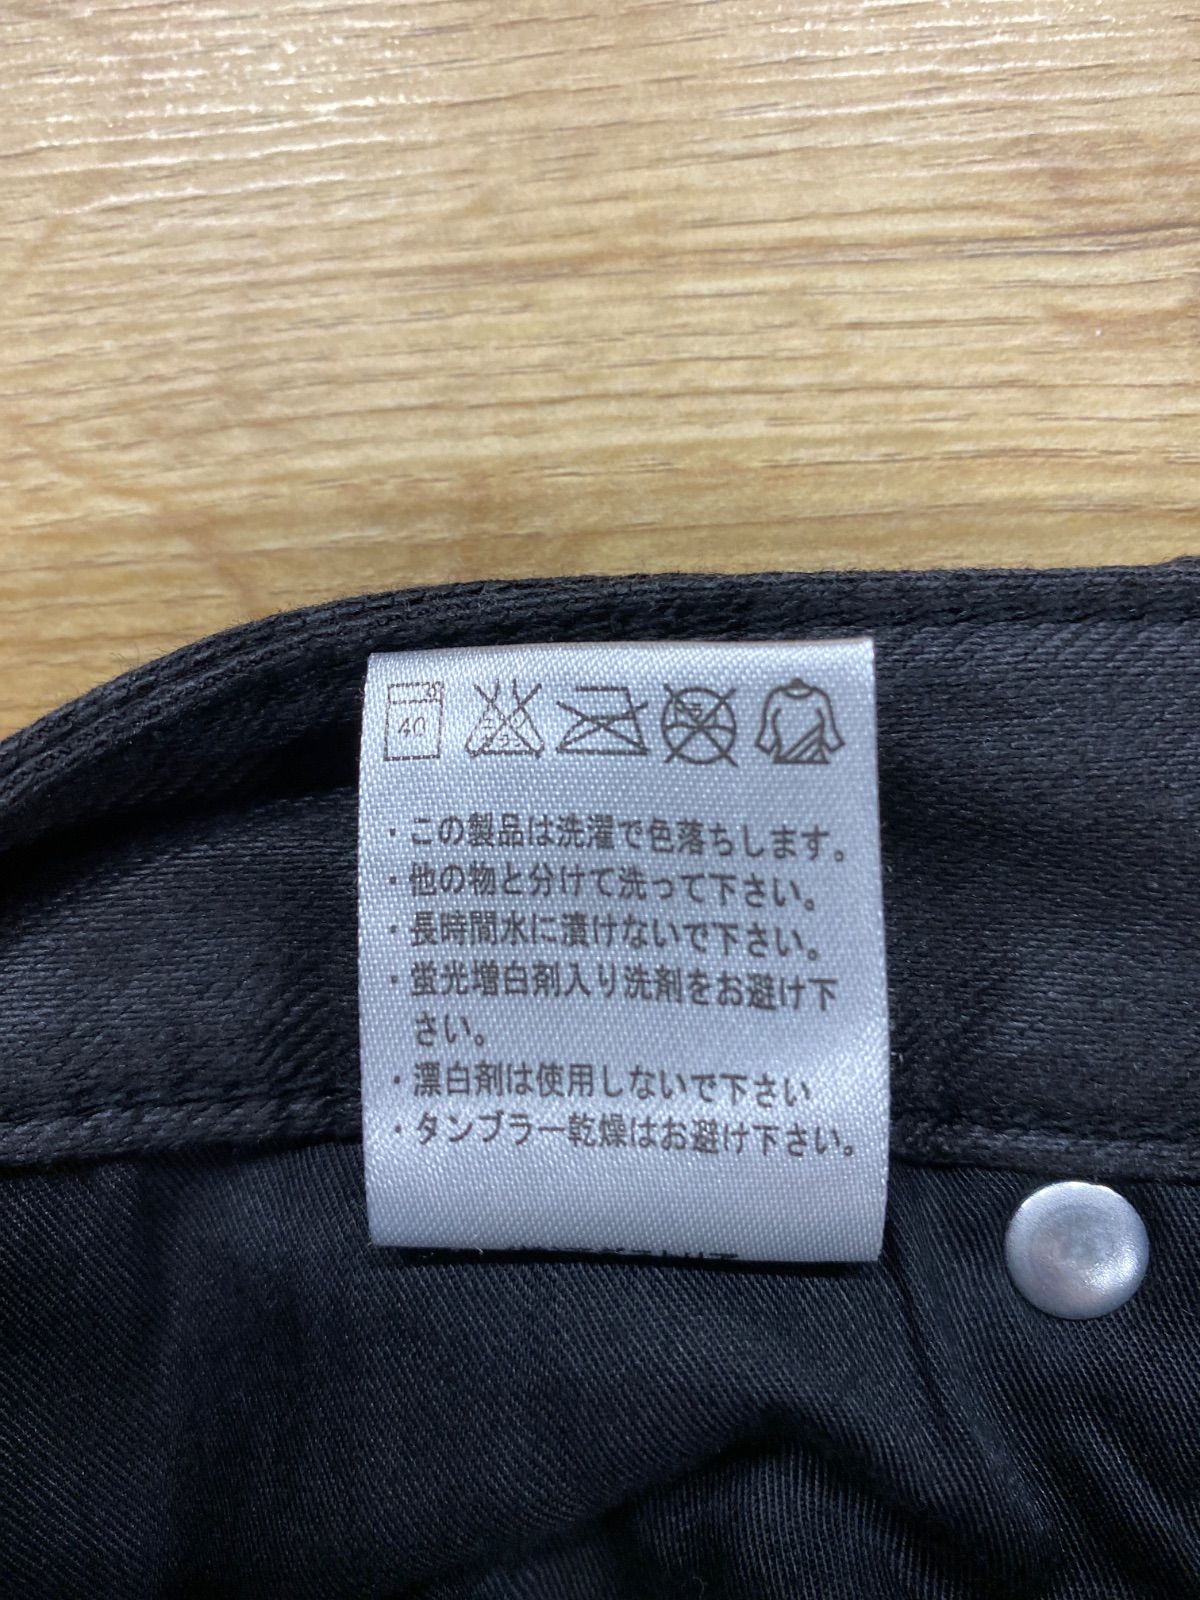 40
・この製品は洗濯で色落ちします。
・他の物と分けて洗って下さい。
・長時間水に漬けないで下さい。
・蛍光増白剤入り洗剤をお避け下
さい。
・漂白剤は使用しないで下さい
・タンブラー乾燥はお避け下さい。